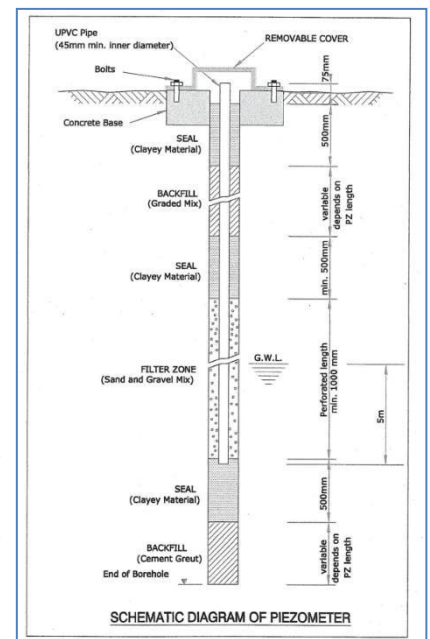 UPVC Pipe
(45mm min. inner diameter)
REMOVABLE COVER
Bolts
75mm
Concrete Base
SEAL
(Clayey Material)
500mm
BACKFILL
(Graded Mix)
variable
depends on
PZ length
SEAL
(Clayey Material)
min. 500mm
FILTER ZONE
(Sand and Gravel Mix)
G.W.L.
Perforated length
min. 1000 mm
5m
SEAL
(Clayey Material)
500mm
BACKFILL
(Cement Greut)
variable
depends on
PZ length
End of Borehole
SCHEMATIC DIAGRAM OF PIEZOMETER